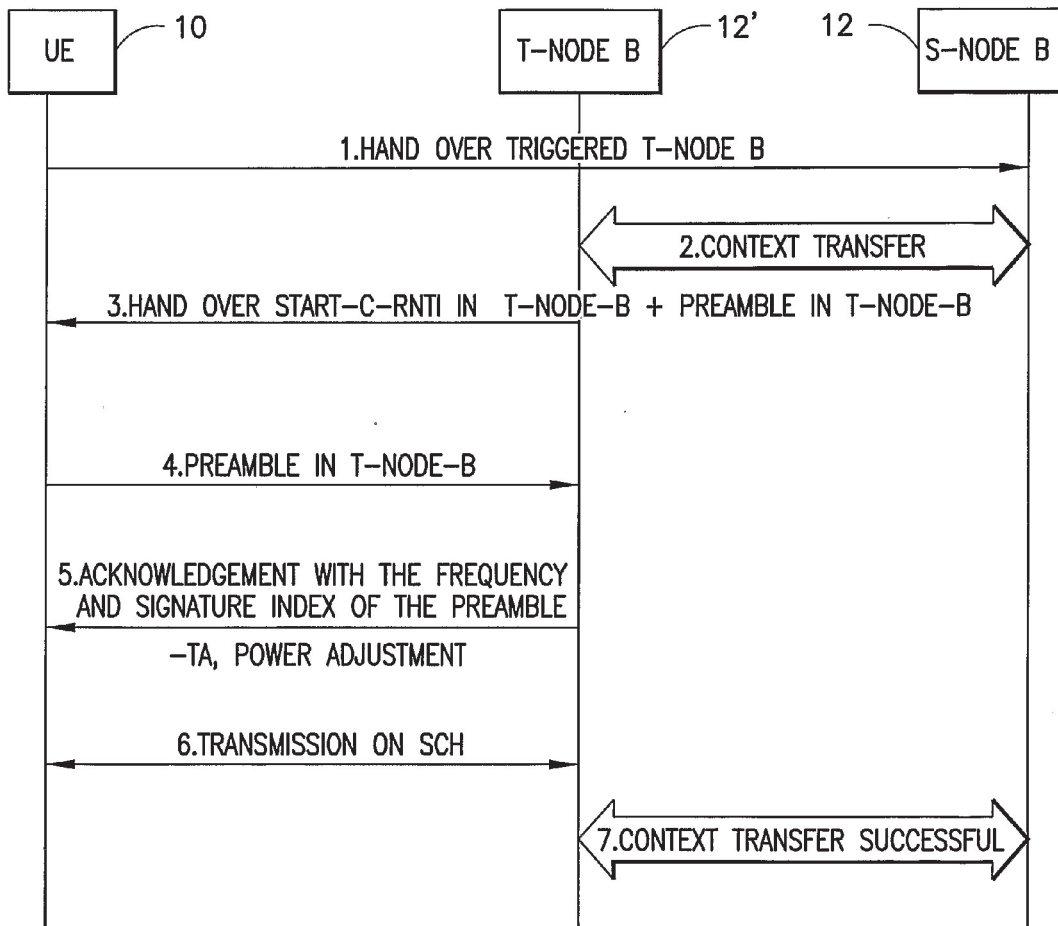 UE
10
T-NODE B
12'
12
S-NODE B
1.HAND OVER TRIGGERED T-NODE B
2.CONTEXT TRANSFER
3.HAND OVER START-C-RNTI IN T-NODE-B + PREAMBLE IN T-NODE-B
4.PREAMBLE IN T-NODE-B
5.ACKNOWLEDGEMENT WITH THE FREQUENCY
AND SIGNATURE INDEX OF THE PREAMBLE
-TA, POWER ADJUSTMENT
6.TRANSMISSION ON SCH
7.CONTEXT TRANSFER SUCCESSFUL